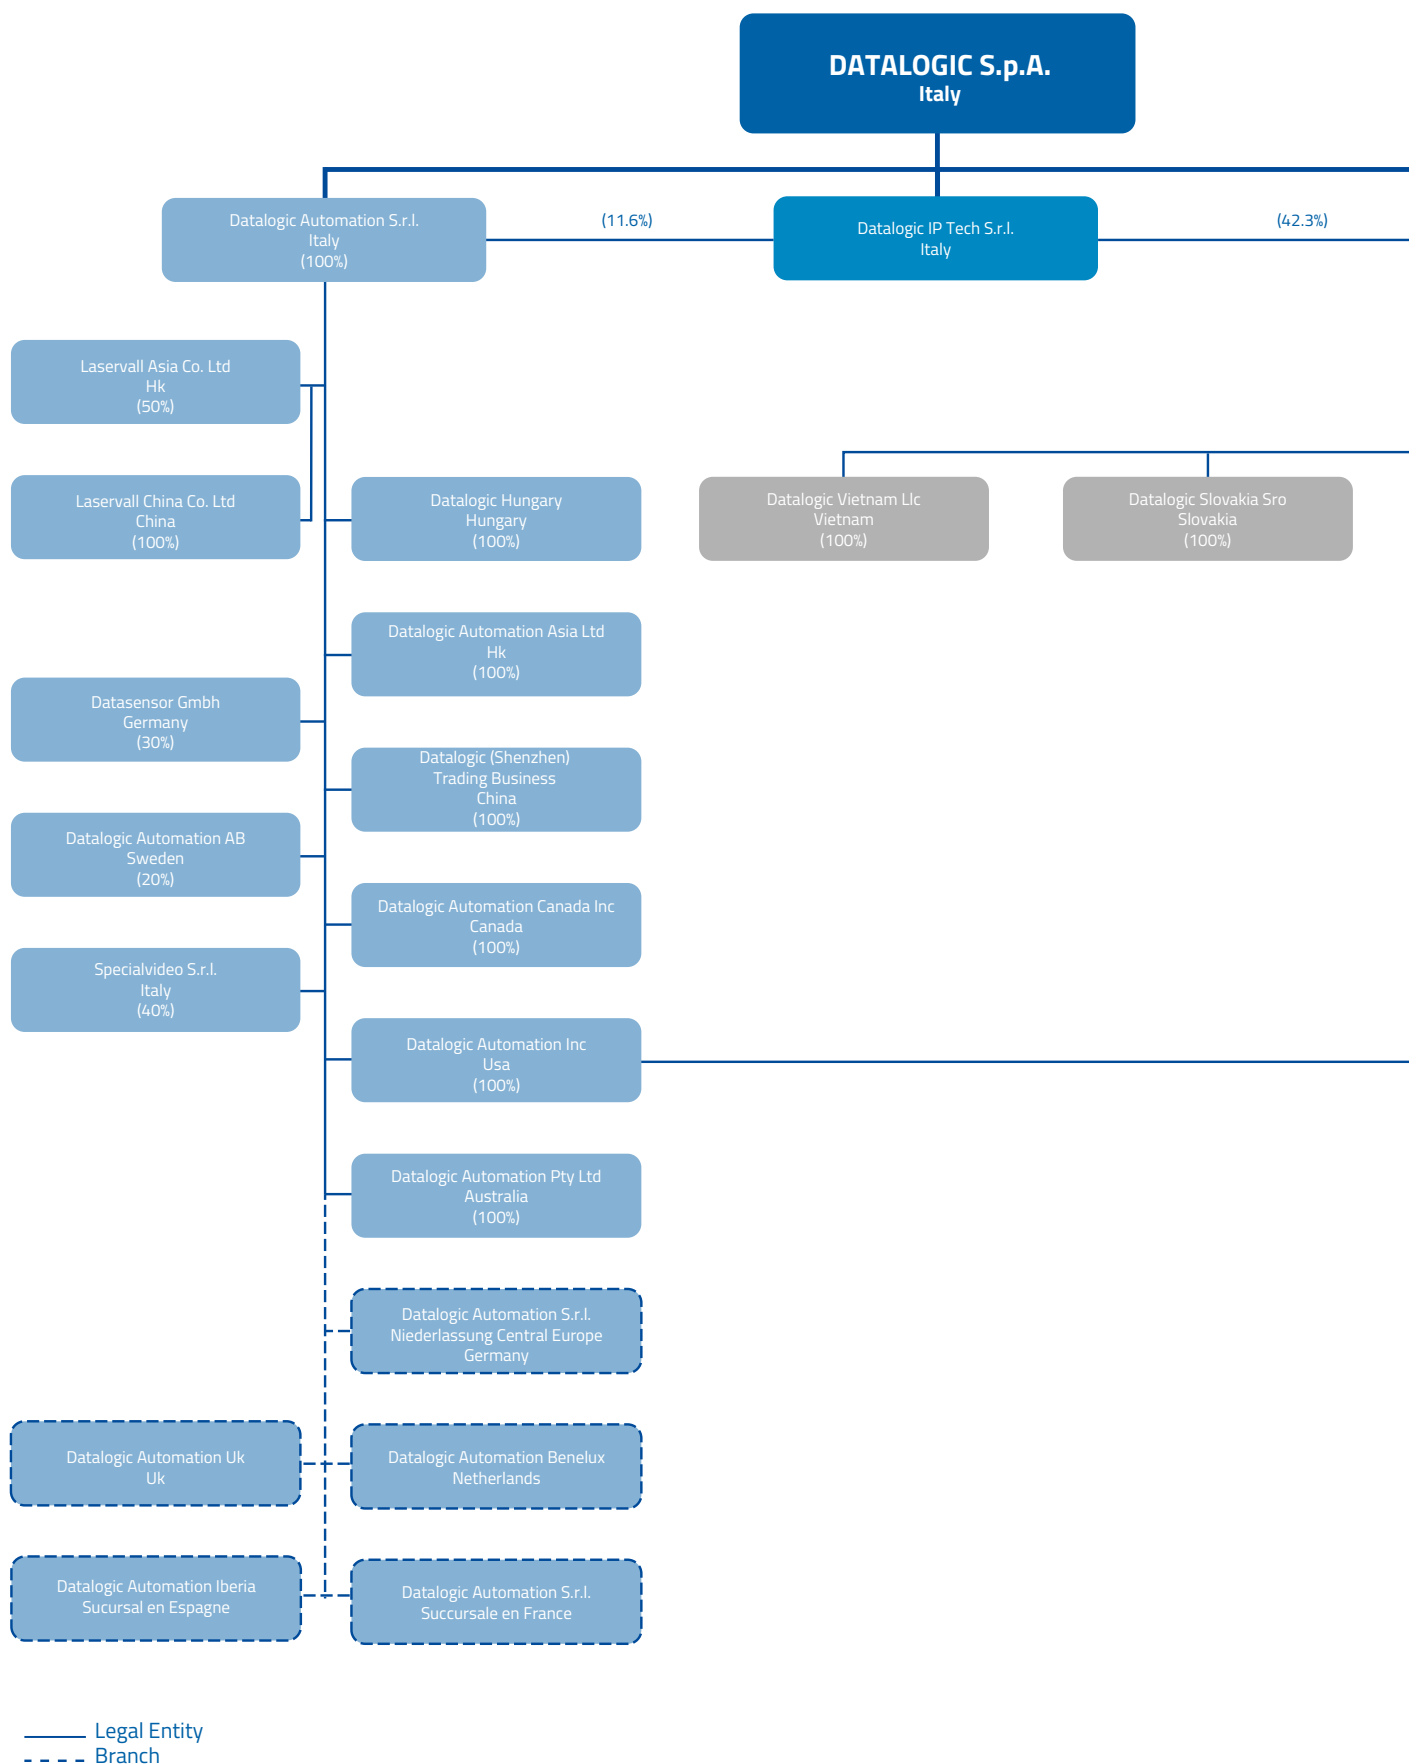 DATALOGIC S.p.A.
Italy
Datalogic Automation S.r.l.
Italy
(100%)
(11.6%)
Datalogic IP Tech S.r.l.
Italy
(42.3%)
Laservall Asia Co. Ltd
Hk
(50%)
Laservall China Co. Ltd
China
(100%)
Datalogic Hungary
Hungary
(100%)
Datalogic Vietnam Llc
Vietnam
(100%)
Datalogic Slovakia Sro
Slovakia
(100%)
Datalogic Automation Asia Ltd
Hk
(100%)
Datasensor Gmbh
Germany
(30%)
Datalogic (Shenzhen)
Trading Business
China
(100%)
Datalogic Automation AB
Sweden
(20%)
Datalogic Automation Canada Inc
Canada
(100%)
Specialvideo S.r.l.
Italy
(40%)
Datalogic Automation Inc
Usa
(100%)
Datalogic Automation Pty Ltd
Australia
(100%)
Datalogic Automation S.r.l.
Niederlassung Central Europe
Germany
Datalogic Automation Uk
Uk
Datalogic Automation Benelux
Netherlands
Datalogic Automation Iberia
Sucursal en Espagne
Datalogic Automation S.r.l.
Succursale en France
Legal Entity
Branch